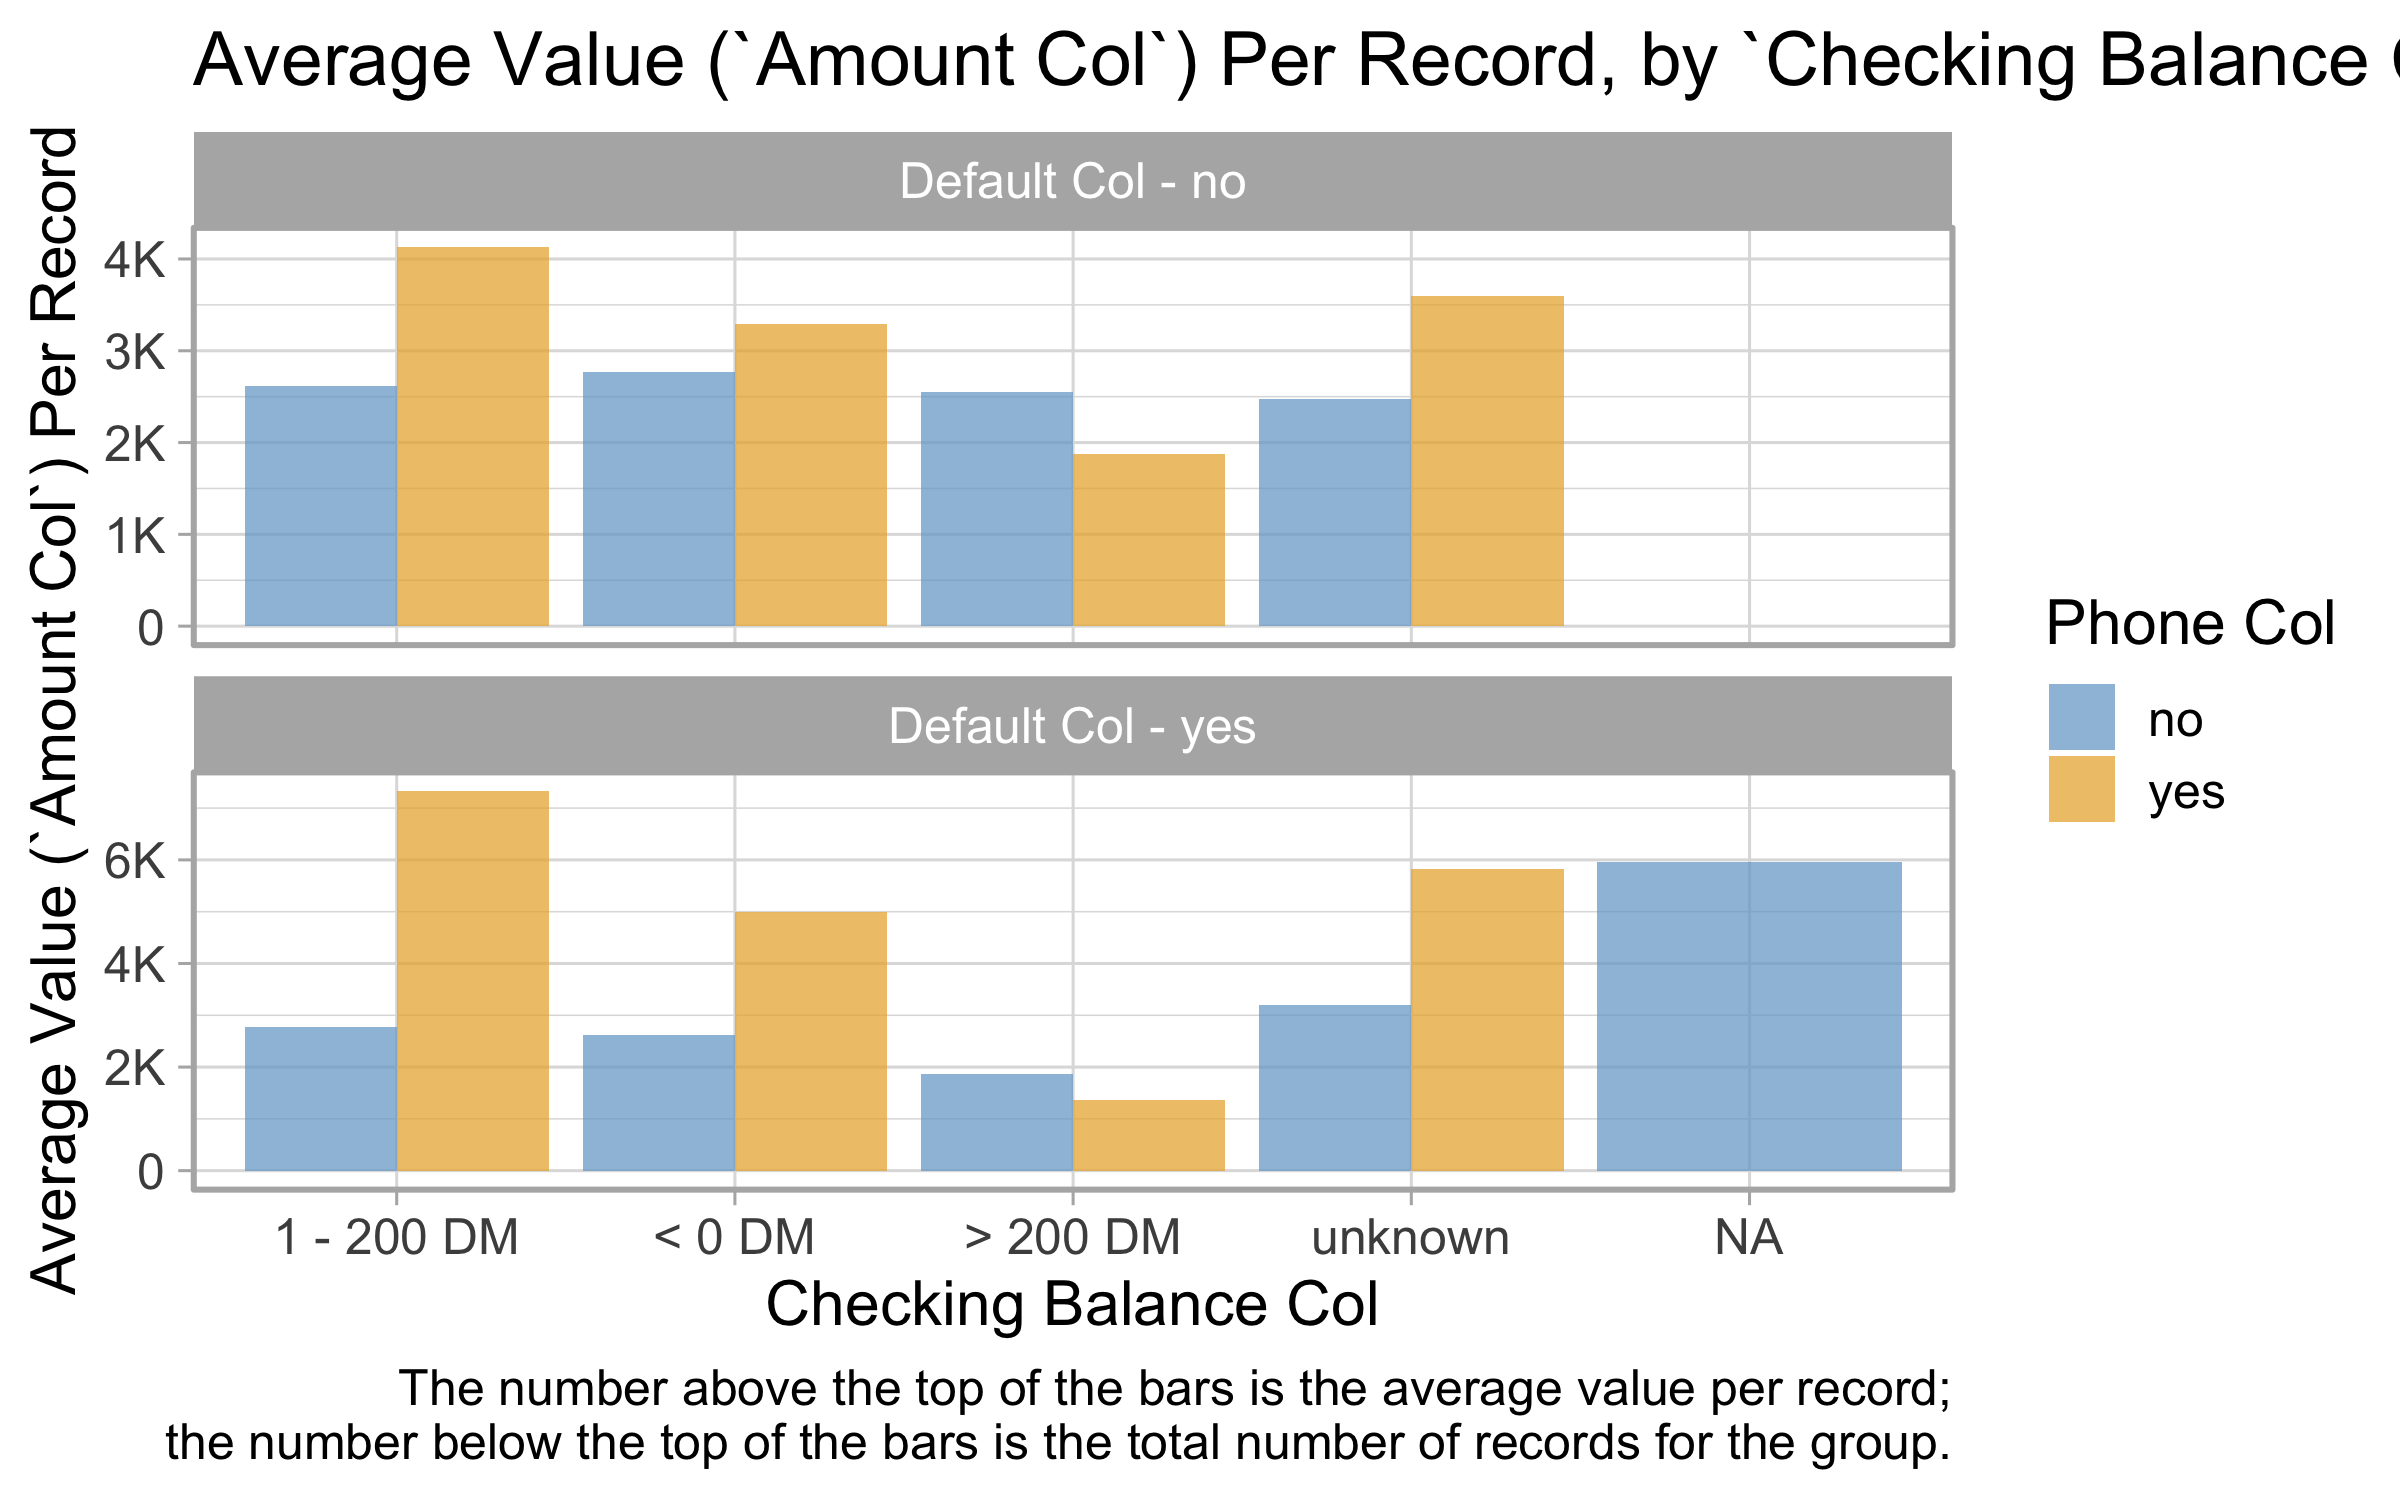 Average Value (`Amount Col`) Per Record, by `Checking Balance
Average Value (`Amount Col`) Per Record
Default Col - no
4K
3K
2K
1K
0
Default Col - yes
6K
4K
2K
0
1 - 200 DM
< 0 DM
> 200 DM
unknown
NA
Checking Balance Col
Phone Col
no
yes
The number above the top of the bars is the average value per record;
the number below the top of the bars is the total number of records for the group.